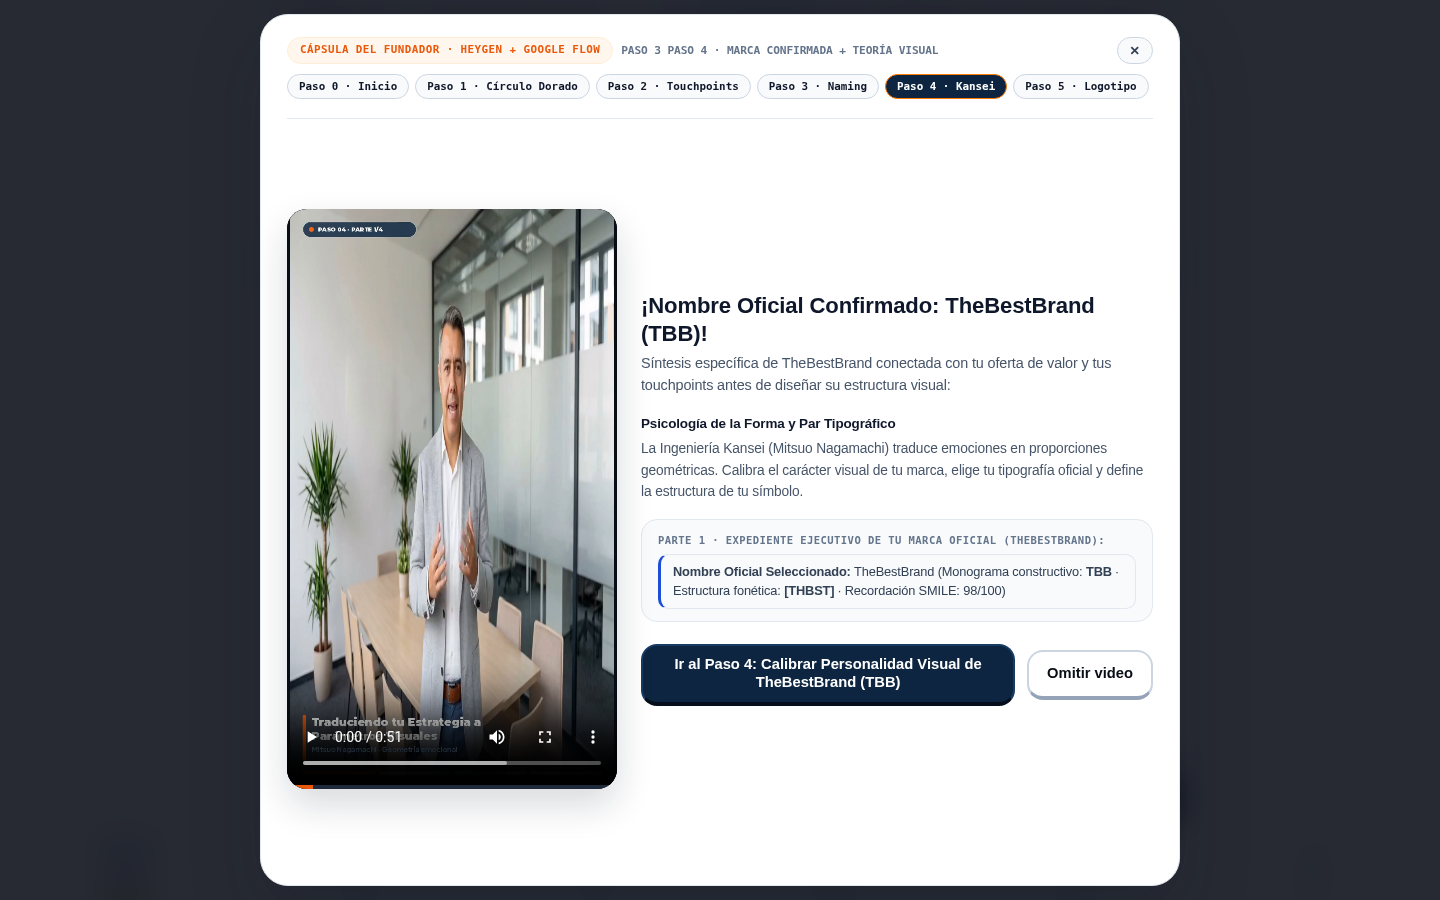 CÁPSULA DEL FUNDADOR · HEYGEN + GOOGLE FLOW
PASO 3 PASO 4 · MARCA CONFIRMADA + TEORÍA VISUAL
✕
Paso 0 · Inicio
Paso 1 · Círculo Dorado
Paso 2 · Touchpoints
Paso 3 · Naming
Paso 4 · Kansei
Paso 5 · Logotipo
PASO 04 · PARTE 1/4
Traduciendo tu Estrategia a
0:00 / 0:51
¡Nombre Oficial Confirmado: TheBestBrand
(TBB)!
Síntesis específica de TheBestBrand conectada con tu oferta de valor y tus
touchpoints antes de diseñar su estructura visual:
Psicología de la Forma y Par Tipográfico
La Ingeniería Kansei (Mitsuo Nagamachi) traduce emociones en proporciones
geométricas. Calibra el carácter visual de tu marca, elige tu tipografía oficial y define
la estructura de tu símbolo.
PARTE 1 · EXPEDIENTE EJECUTIVO DE TU MARCA OFICIAL (THEBESTBRAND):
Nombre Oficial Seleccionado: TheBestBrand (Monograma constructivo: TBB ·
Estructura fonética: [THBST] · Recordación SMILE: 98/100)
Ir al Paso 4: Calibrar Personalidad Visual de
TheBestBrand (TBB)
Omitir video